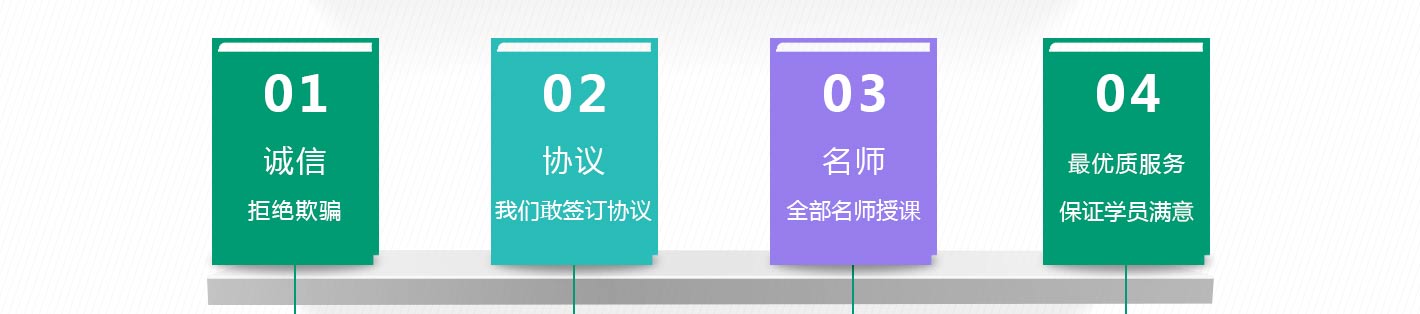 01
诚信
拒绝欺骗
02
协议
我们敢签订协议
03
名师
全部名师授课
04
最优质服务
保证学员满意